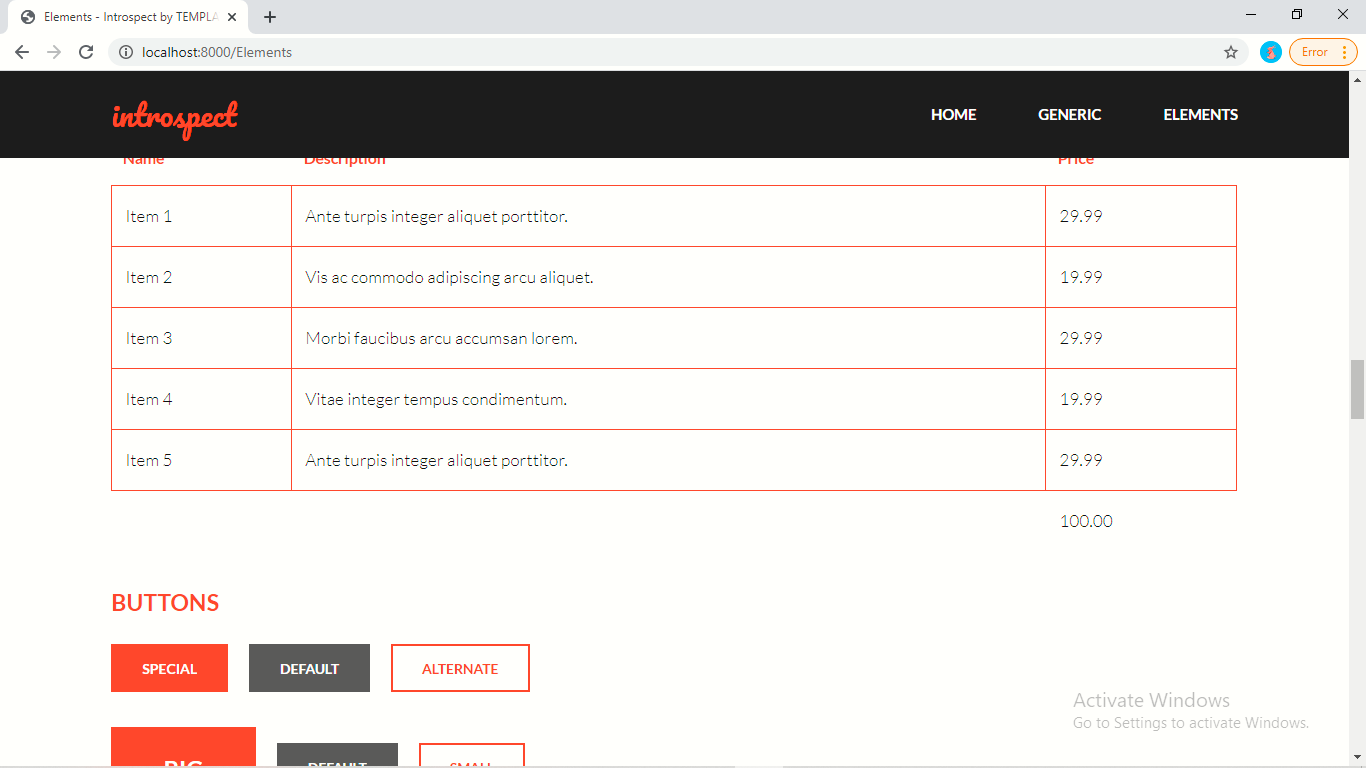 Elements - Introspect by TEMPLA
localhost:8000/Elements
Error
introspect
HOME GENERIC ELEMENTS
Name Description Price
Item 1 Ante turpis integer aliquet porttitor. 29.99
Item 2 Vis ac commodo adipiscing arcu aliquet. 19.99
Item 3 Morbi faucibus arcu accumsan lorem. 29.99
Item 4 Vitae integer tempus condimentum. 19.99
Item 5 Ante turpis integer aliquet porttitor. 29.99
100.00
BUTTONS
SPECIAL DEFAULT ALTERNATE
Activate Windows
Go to Settings to activate Windows.
BIG DEFAULT SMALL